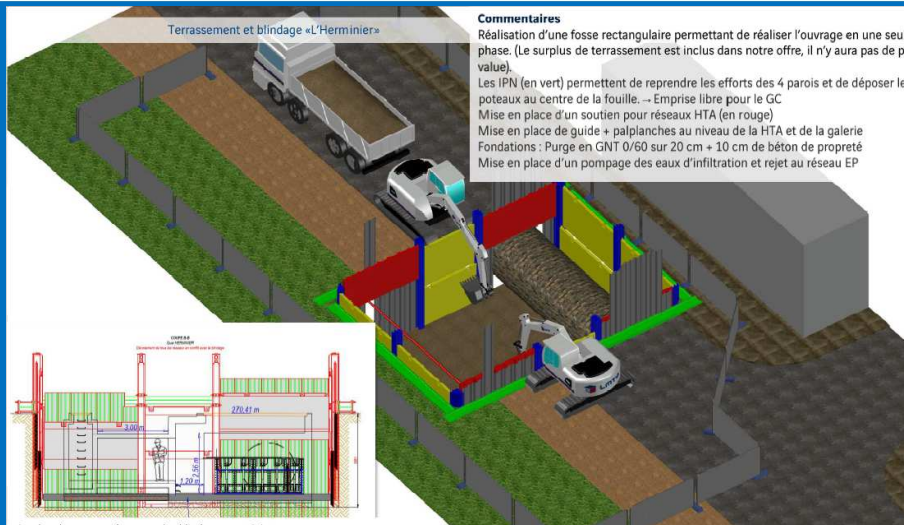 Terrassement et blindage «L'Herminier»
Commentaires
Réalisation d'une fosse rectangulaire permettant de réaliser l'ouvrage en une seu
phase. (Le surplus de terrassement est inclus dans notre offre, il n'y aura pas de p
value).
Les IPN (en vert) permettent de reprendre les efforts des 4 parois et de déposer le
poteaux au centre de la fouille. → Emprise libre pour le GC
Mise en place d'un soutien pour réseaux HTA (en rouge)
Mise en place de guide + palplanches au niveau de la HTA et de la galerie
Fondations : Purge en GNT 0/60 sur 20 cm + 10 cm de béton de propreté
Mise en place d'un pompage des eaux d'infiltration et rejet au réseau EP
270,41 m
3,00 m
2,56 m
1,20 m